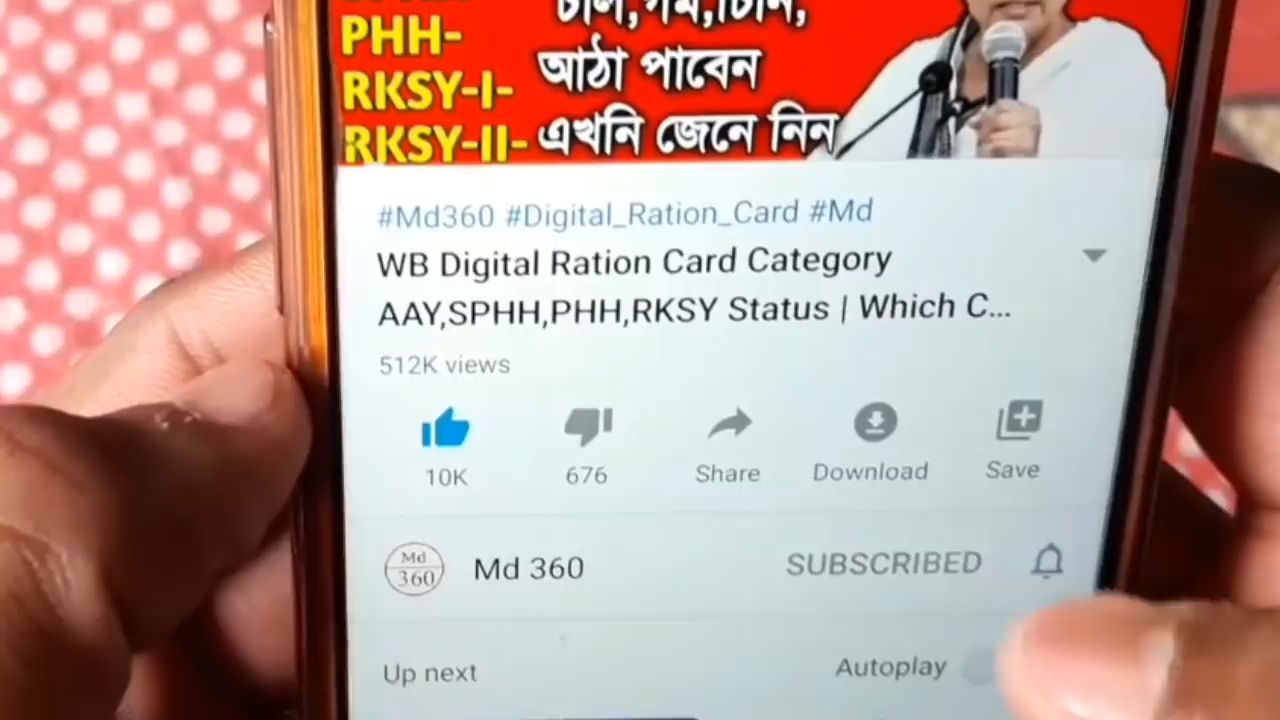 চাল,গম,চিনি,
PHH-
আঠা পাবেন
RKSY-I-
RKSY-II- এখনি জেনে নিন
#Md360 #Digital_Ration_Card #Md
WB Digital Ration Card Category
AAY,SPHH,PHH,RKSY Status | Which C...
512K views
10K 676 Share Download Save
Md
360
Md 360 SUBSCRIBED
Up next Autoplay